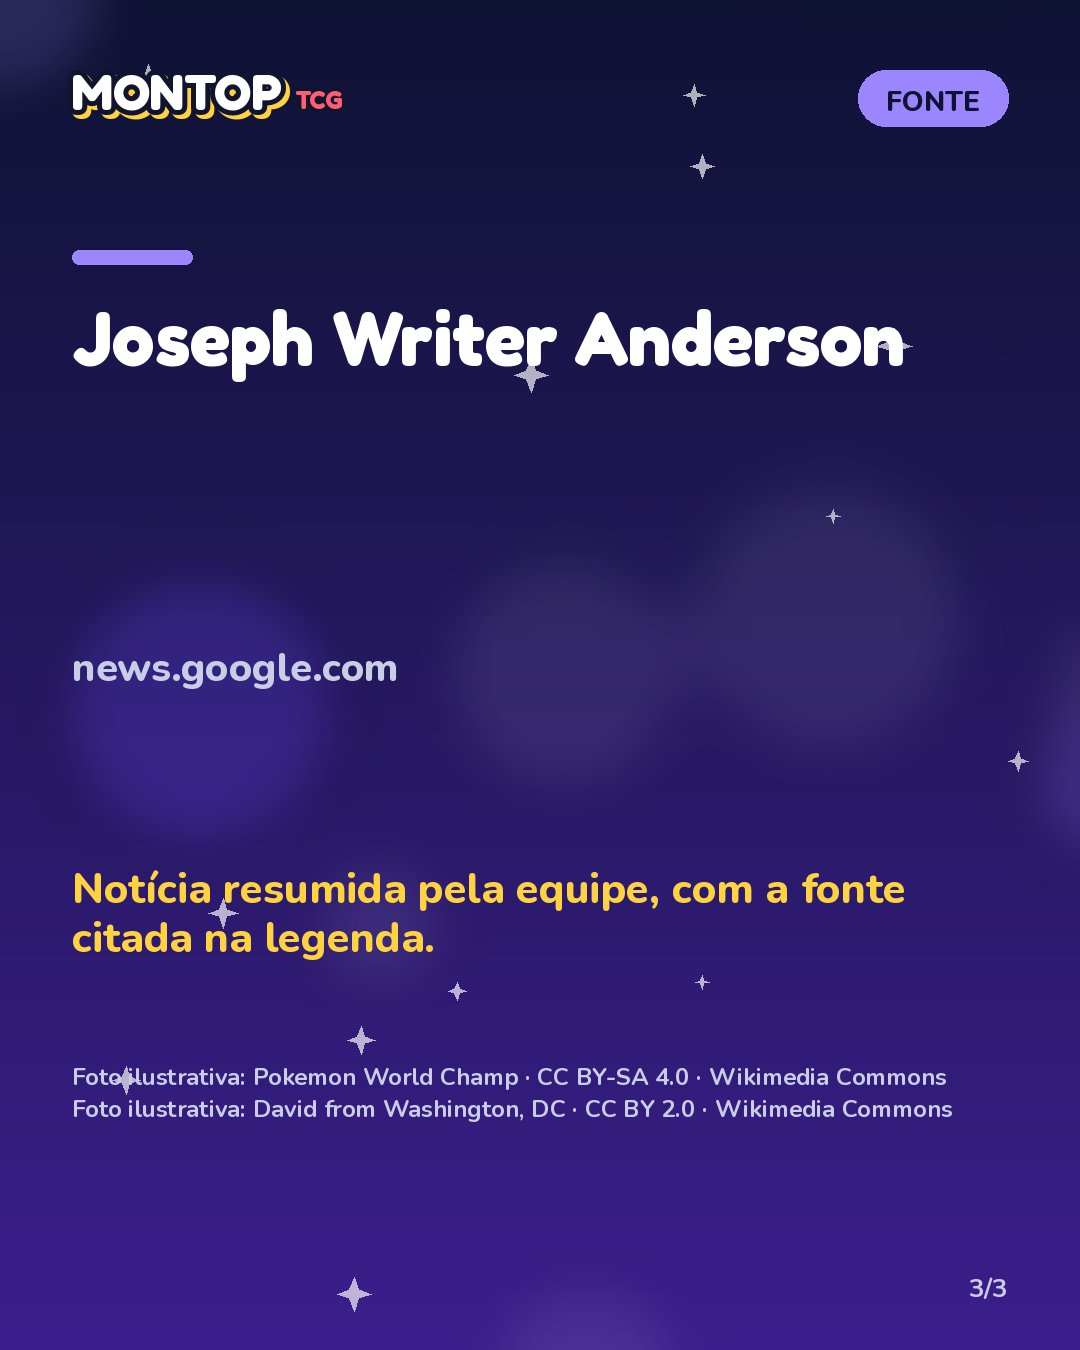 MONTOP TCG
FONTE
Joseph Writer Anderson
news.google.com
Notícia resumida pela equipe, com a fonte
citada na legenda.
Foto ilustrativa: Pokemon World Champ · CC BY-SA 4.0 · Wikimedia Commons
Foto ilustrativa: David from Washington, DC · CC BY 2.0 · Wikimedia Commons
3/3